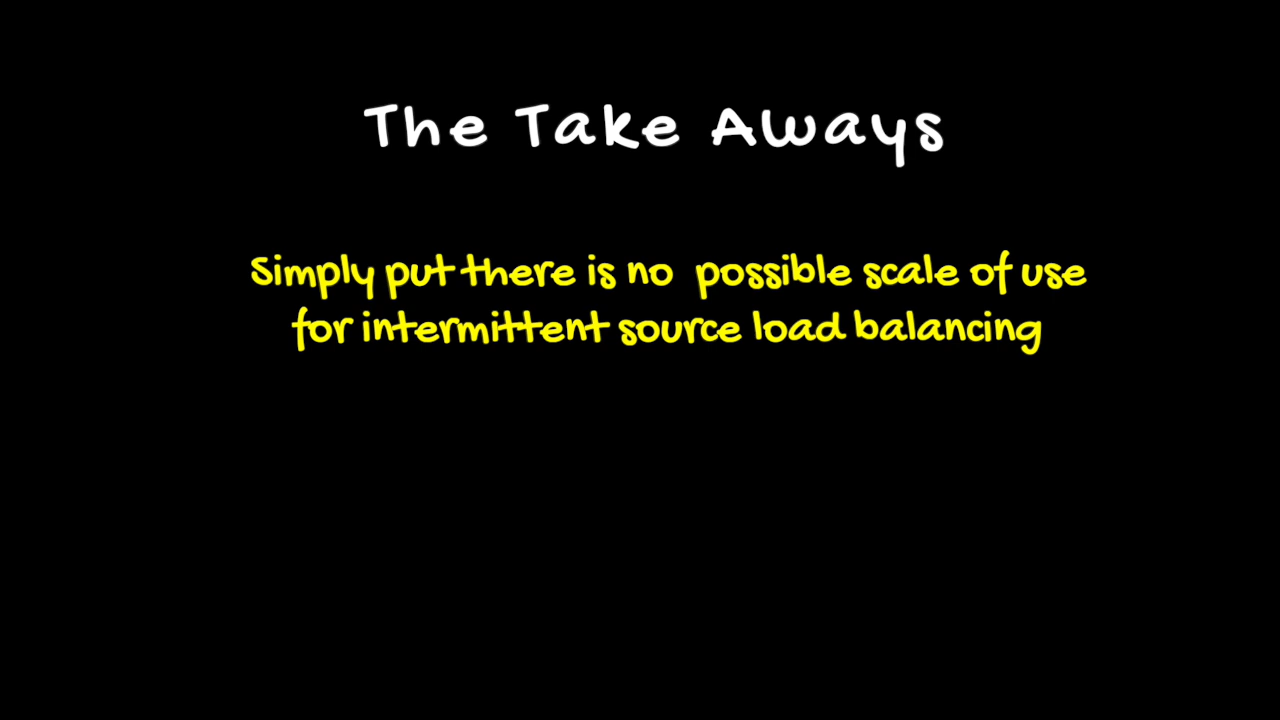 The Take Aways
Simply put there is no possible scale of use
for intermittent source load balancing